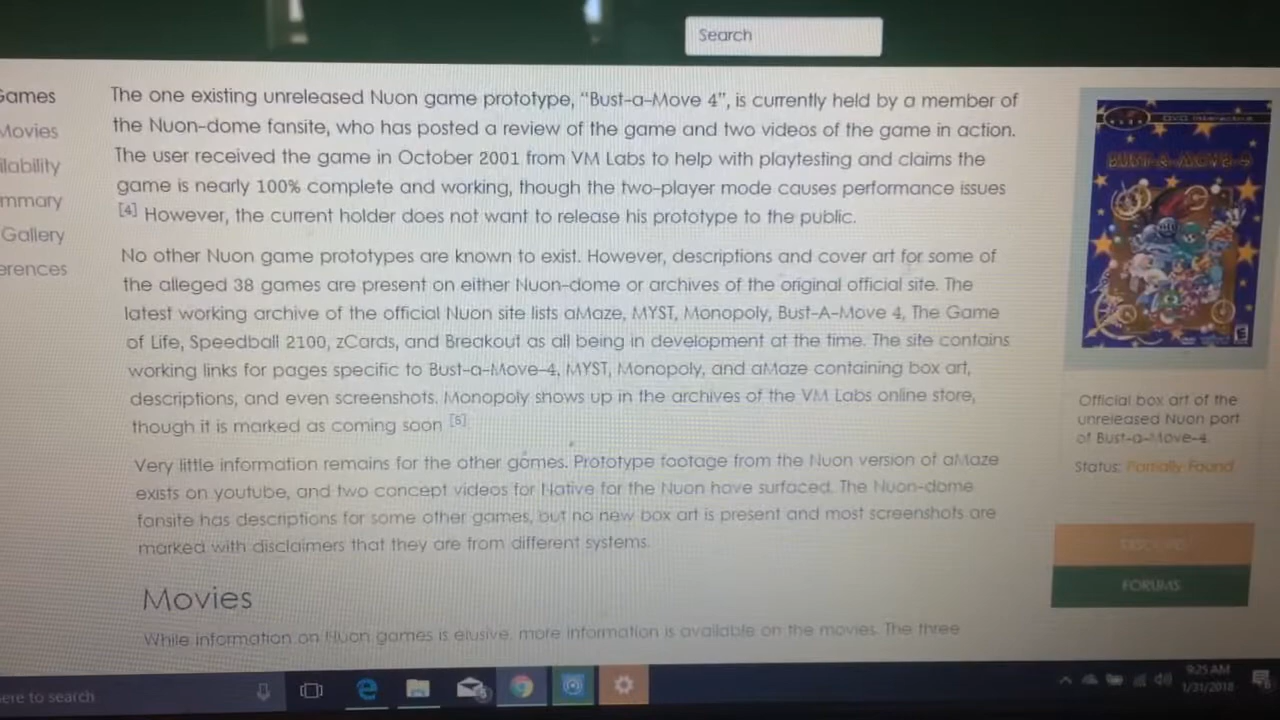 Search
Games
Movies
ilability
mmary
Gallery
erences
The one existing unreleased Nuon game prototype, “Bust-a-Move 4”, is currently held by a member of
the Nuon-dome fansite, who has posted a review of the game and two videos of the game in action.
The user received the game in October 2001 from VM Labs to help with playtesting and claims the
game is nearly 100% complete and working, though the two-player mode causes performance issues
[4] However, the current holder does not want to release his prototype to the public.
No other Nuon game prototypes are known to exist. However, descriptions and cover art for some of
the alleged 38 games are present on either Nuon-dome or archives of the original official site. The
latest working archive of the official Nuon site lists aMaze, MYST, Monopoly, Bust-A-Move 4, The Game
of Life, Speedball 2100, zCards, and Breakout as all being in development at the time. The site contains
working links for pages specific to Bust-a-Move-4, MYST, Monopoly, and aMaze containing box art,
descriptions, and even screenshots. Monopoly shows up in the archives of the VM Labs online store,
though it is marked as coming soon [5]
Very little information remains for the other games. Prototype footage from the Nuon version of aMaze
exists on youtube, and two concept videos for Native for the Nuon have surfaced. The Nuon-dome
fansite has descriptions for some other games, but no new box art is present and most screenshots are
marked with disclaimers that they are from different systems.
Movies
While information on Nuon games is elusive, more information is available on the movies. The three
BUST-A-MOVE-4
E
Official box art of the
unreleased Nuon port
of Bust-a-Move-4.
Status: Partially Found
DISCORD
FORUMS
ere to search
9:25 AM
1/31/2018